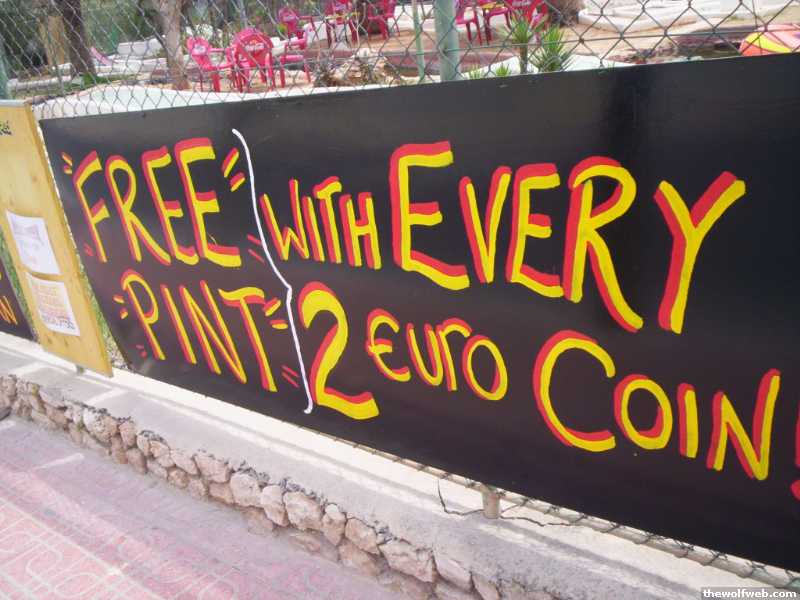 FREE
PINT
WITH EVERY
2 EURO COIN!
thewolfweb.com